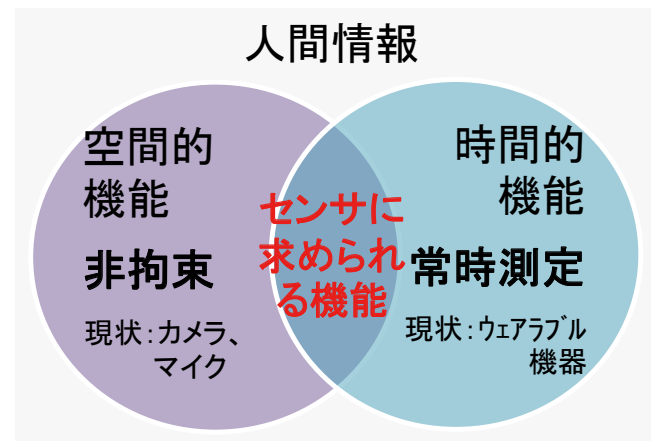 人間情報
空間的
機能
非拘束
現状：カメラ、
マイク
センサに
求められ
る機能
時間的
機能
常時測定
現状：ウェアラブル
機器